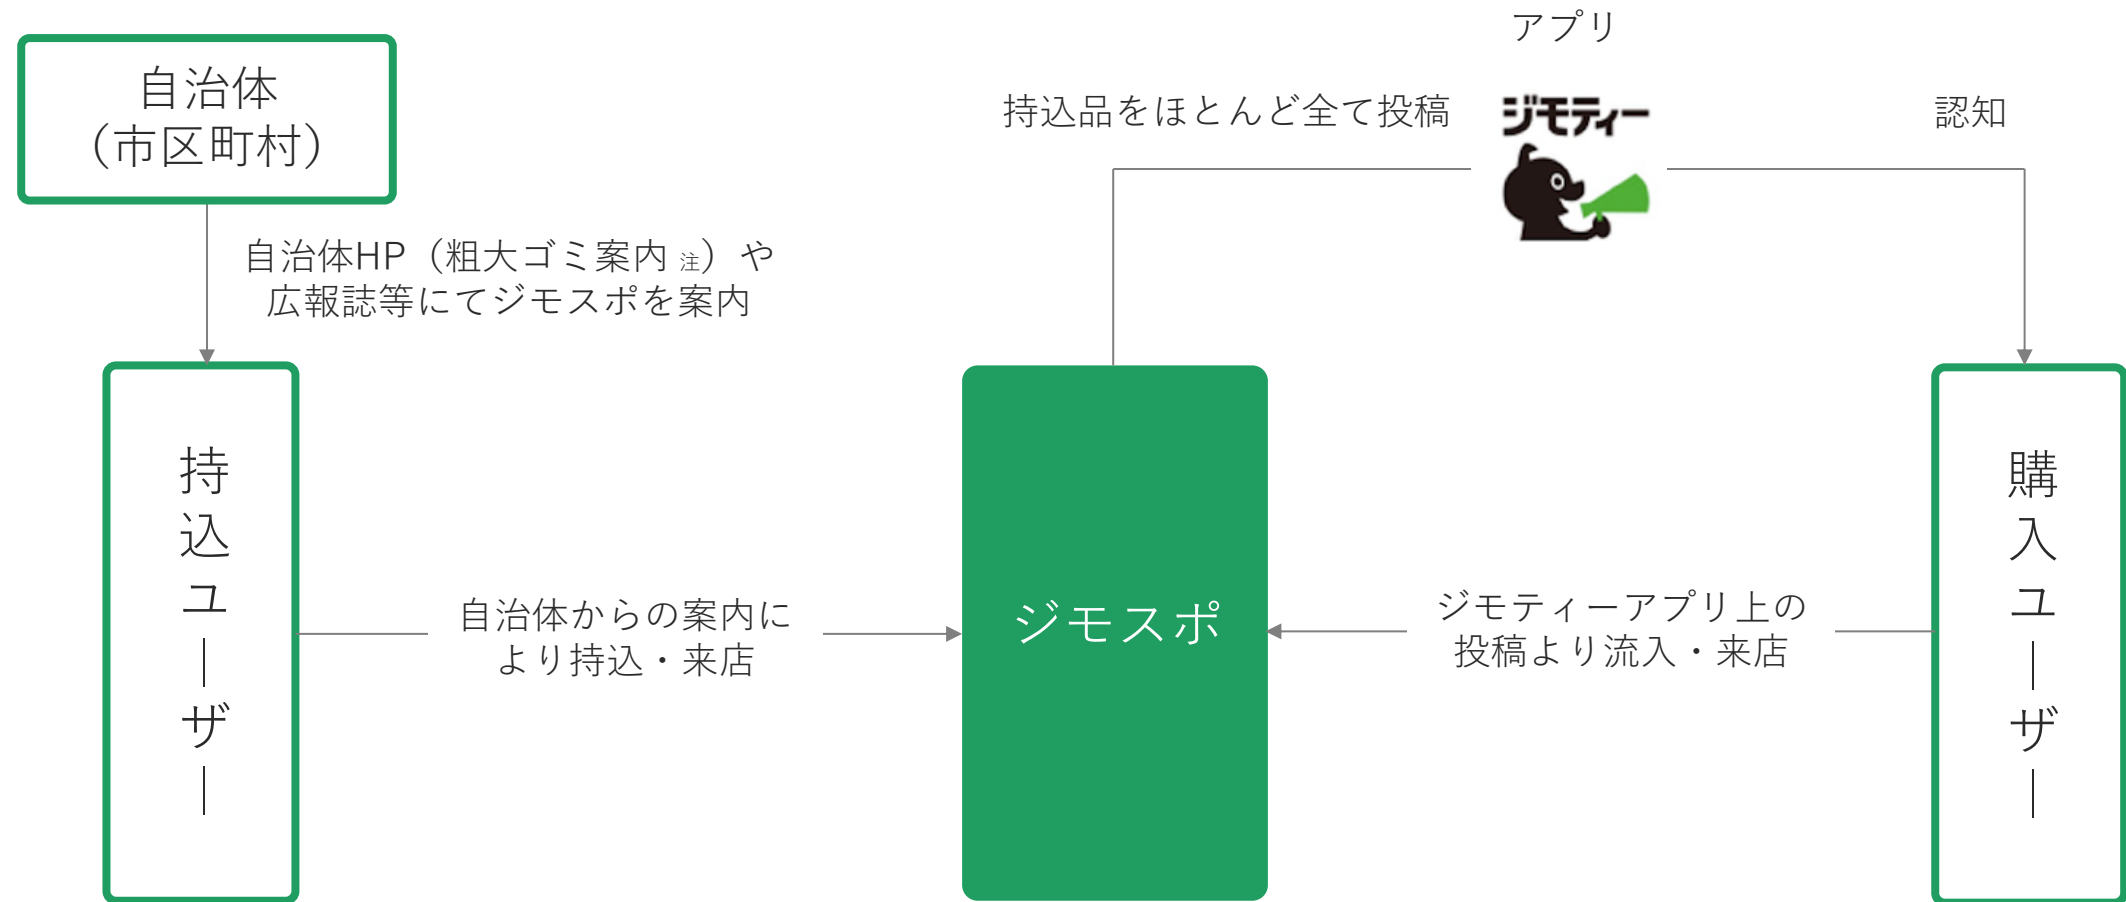 自治体
（市区町村）
自治体HP（粗大ゴミ案内 注）や
広報誌等にてジモスポを案内
アプリ
持込品をほとんど全て投稿
ジモティー
認知
持込ユーザー
自治体からの案内に
より持込・来店
ジモスポ
ジモティーアプリ上の
投稿より流入・来店
購入ユーザー